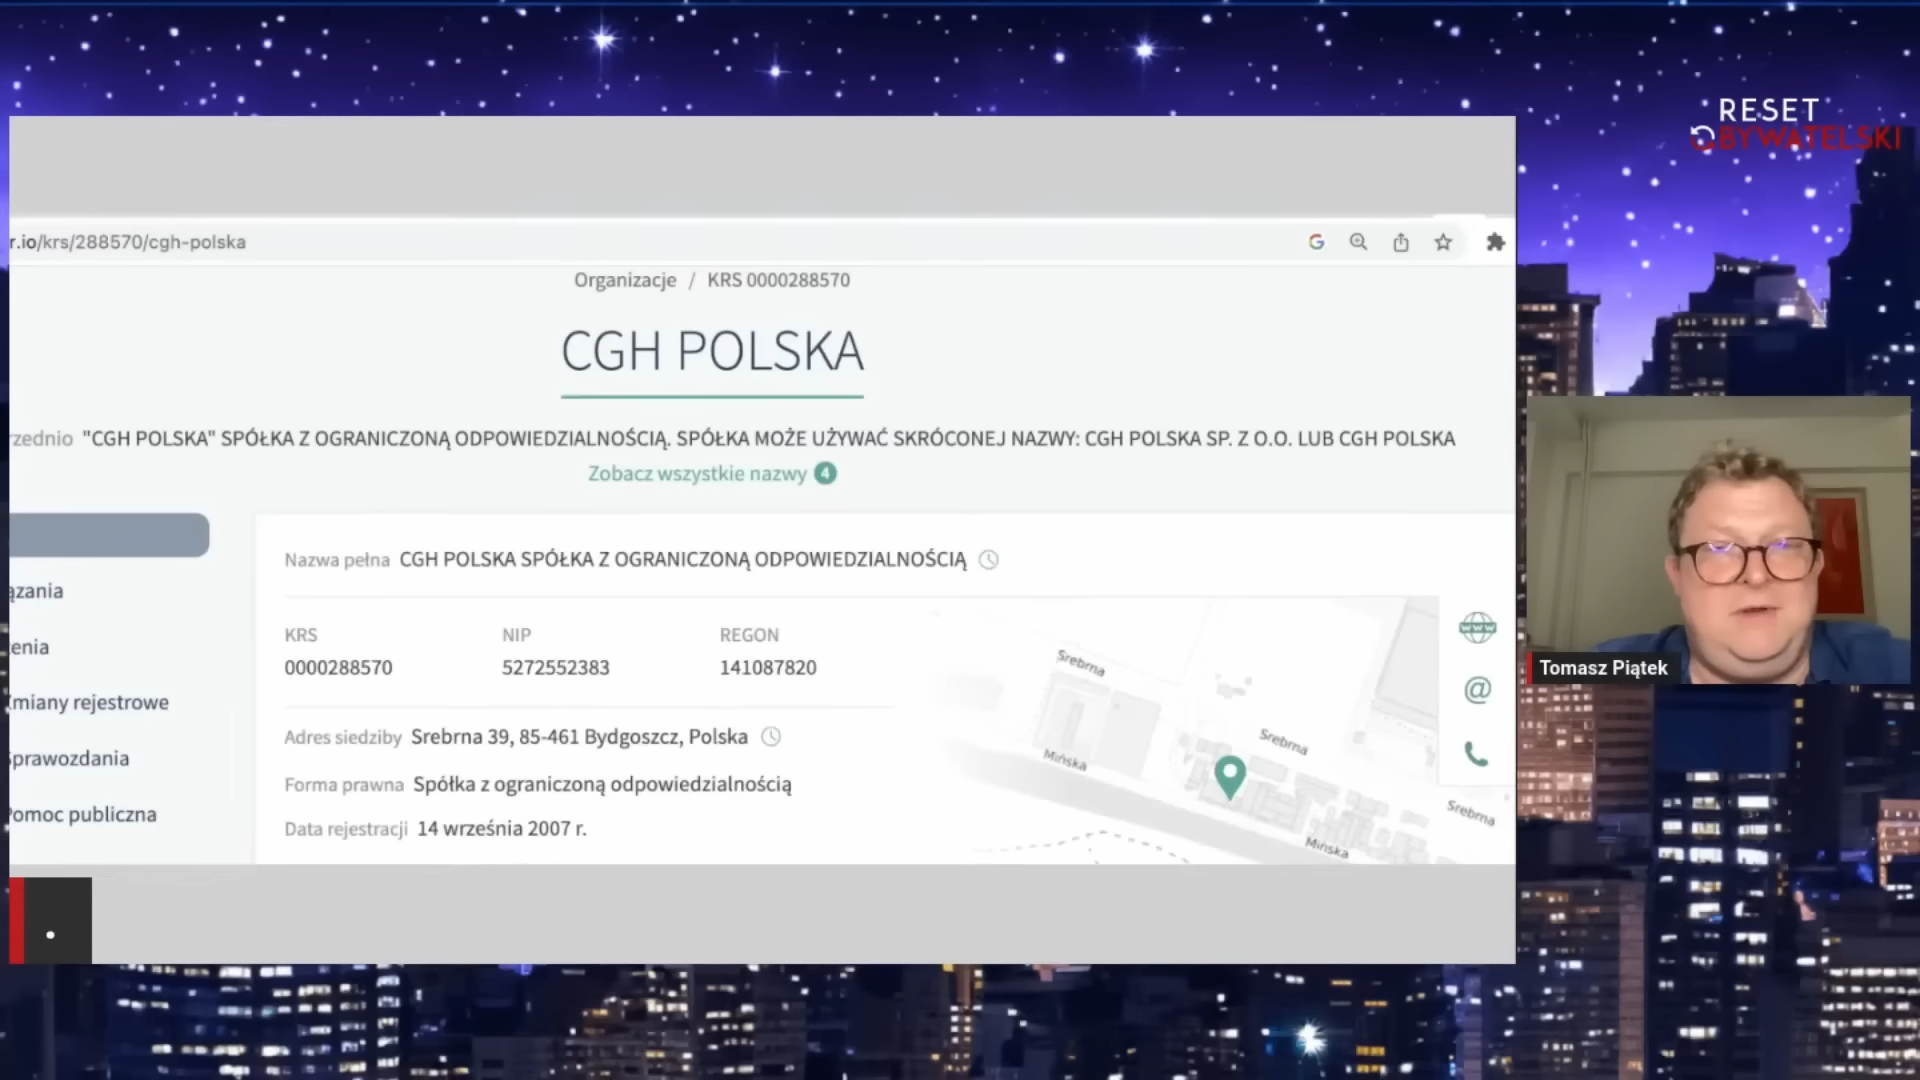 RESET
OBYWATELSKI
r.io/krs/288570/cgh-polska
Organizacje / KRS 0000288570
CGH POLSKA
rzednio "CGH POLSKA" SPÓŁKA Z OGRANICZONĄ ODPOWIEDZIALNOŚCIĄ. SPÓŁKA MOŻE UŻYWAĆ SKRÓCONEJ NAZWY: CGH POLSKA SP. Z O.O. LUB CGH POLSKA
Zobacz wszystkie nazwy 4
ązania
enia
miany rejestrowe
Sprawozdania
Pomoc publiczna
Nazwa pełna CGH POLSKA SPÓŁKA Z OGRANICZONĄ ODPOWIEDZIALNOŚCIĄ
KRS NIP REGON
0000288570 5272552383 141087820
Adres siedziby Srebrna 39, 85-461 Bydgoszcz, Polska
Forma prawna Spółka z ograniczoną odpowiedzialnością
Data rejestracji 14 września 2007 r.
Srebrna
Srebrna
Mińska
Srebrna
Mińska
www
Tomasz Piątek